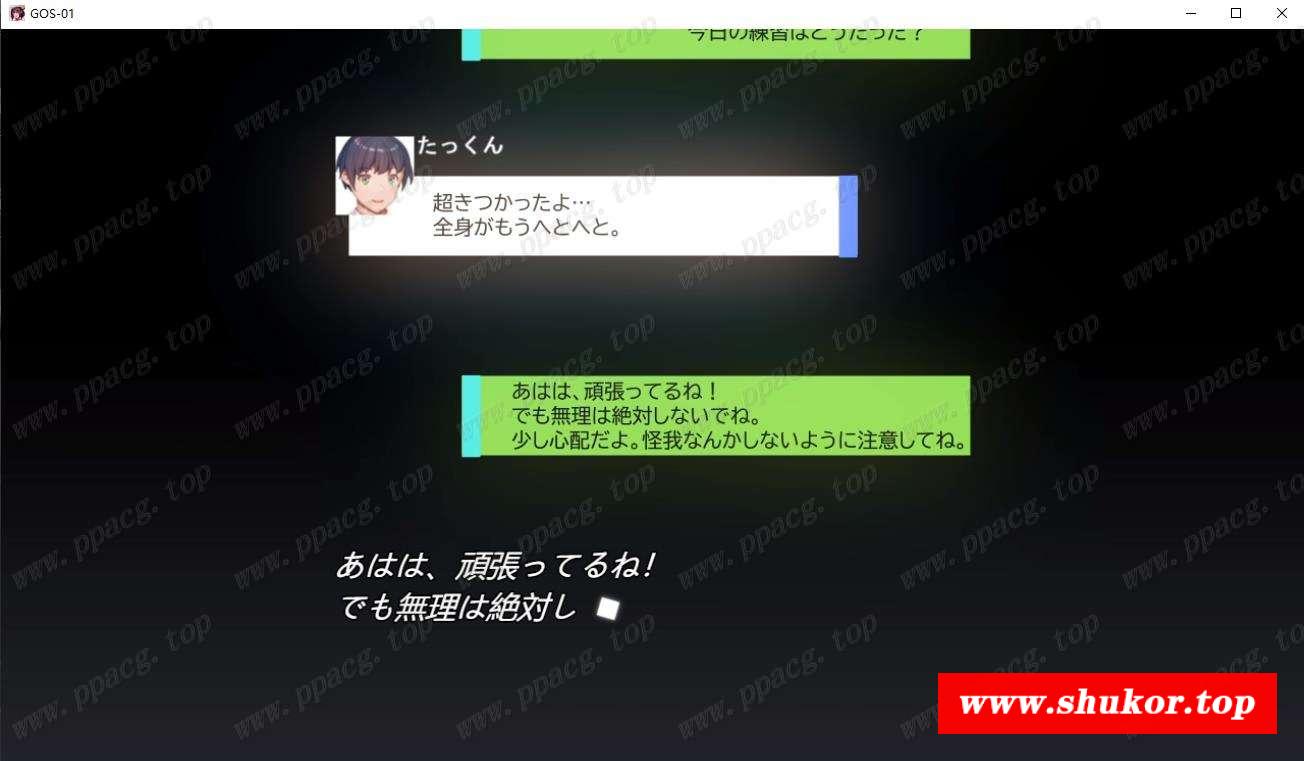 GOS-01
今日の練習はどうだった？
たっくん
超きつかったよ…
全身がもうへとへと。
あはは、頑張ってるね！
でも無理は絶対しないでね。
少し心配だよ。怪我なんかしないように注意してね。
あはは、頑張ってるね!
でも無理は絶対し
www.shukor.top
www.ppacg.top